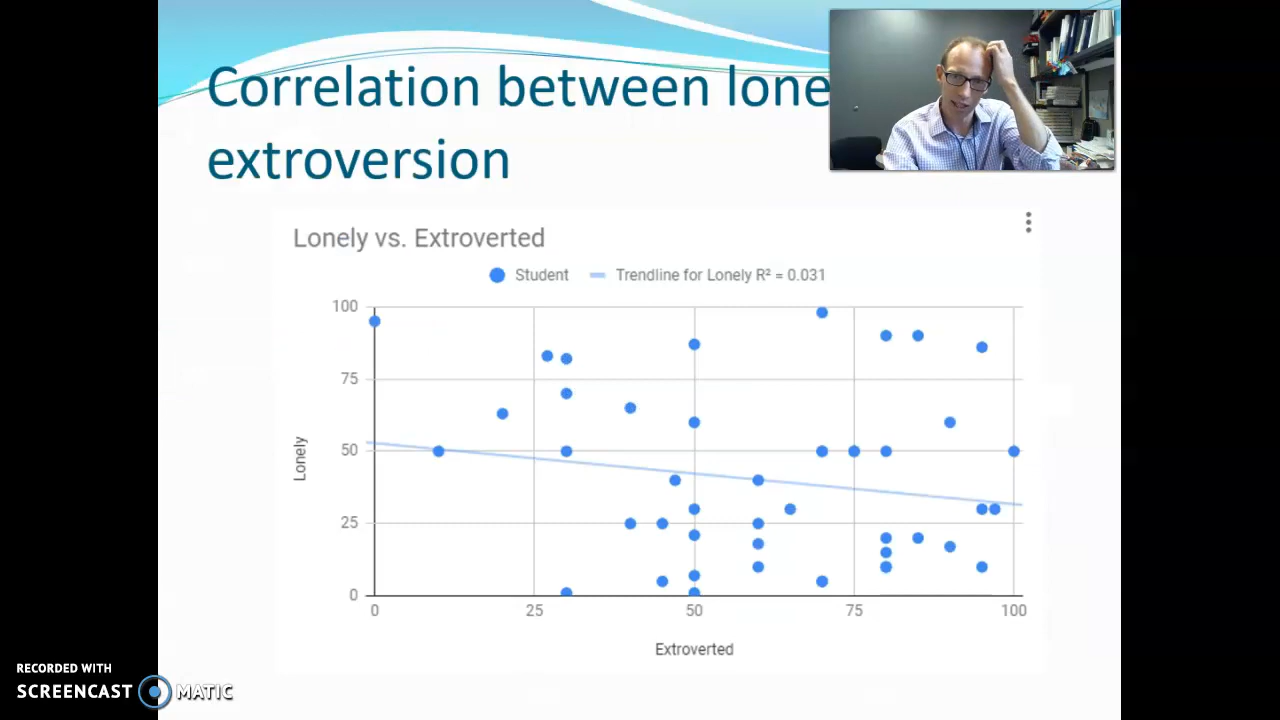 Correlation between lone
extroversion
Lonely vs. Extroverted
Student Trendline for Lonely R² = 0.031
100
75
50
25
0
Lonely
0 25 50 75 100
Extroverted
RECORDED WITH
SCREENCAST MATIC